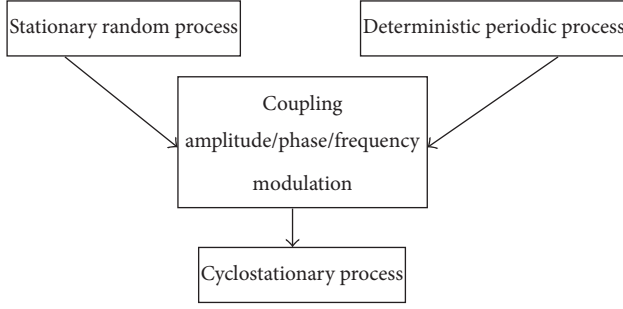 Stationary random process
Deterministic periodic process
Coupling
amplitude/phase/frequency
modulation
Cyclostationary process